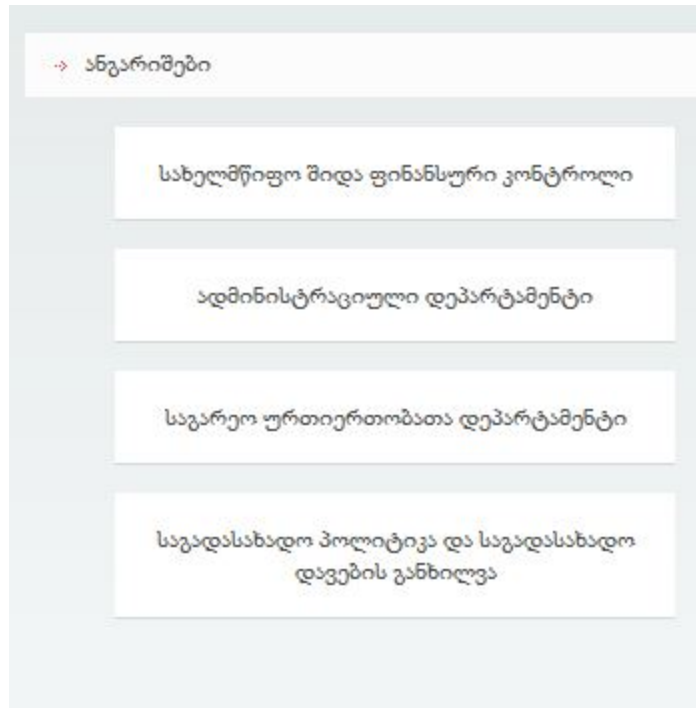 ანგარიშები
სახელმწიფო შიდა ფინანსური კონტროლი
ადმინისტრაციული დეპარტამენტი
საგარეო ურთიერთობათა დეპარტამენტი
საგადასახადო პოლიტიკა და საგადასახადო
დავების განხილვა